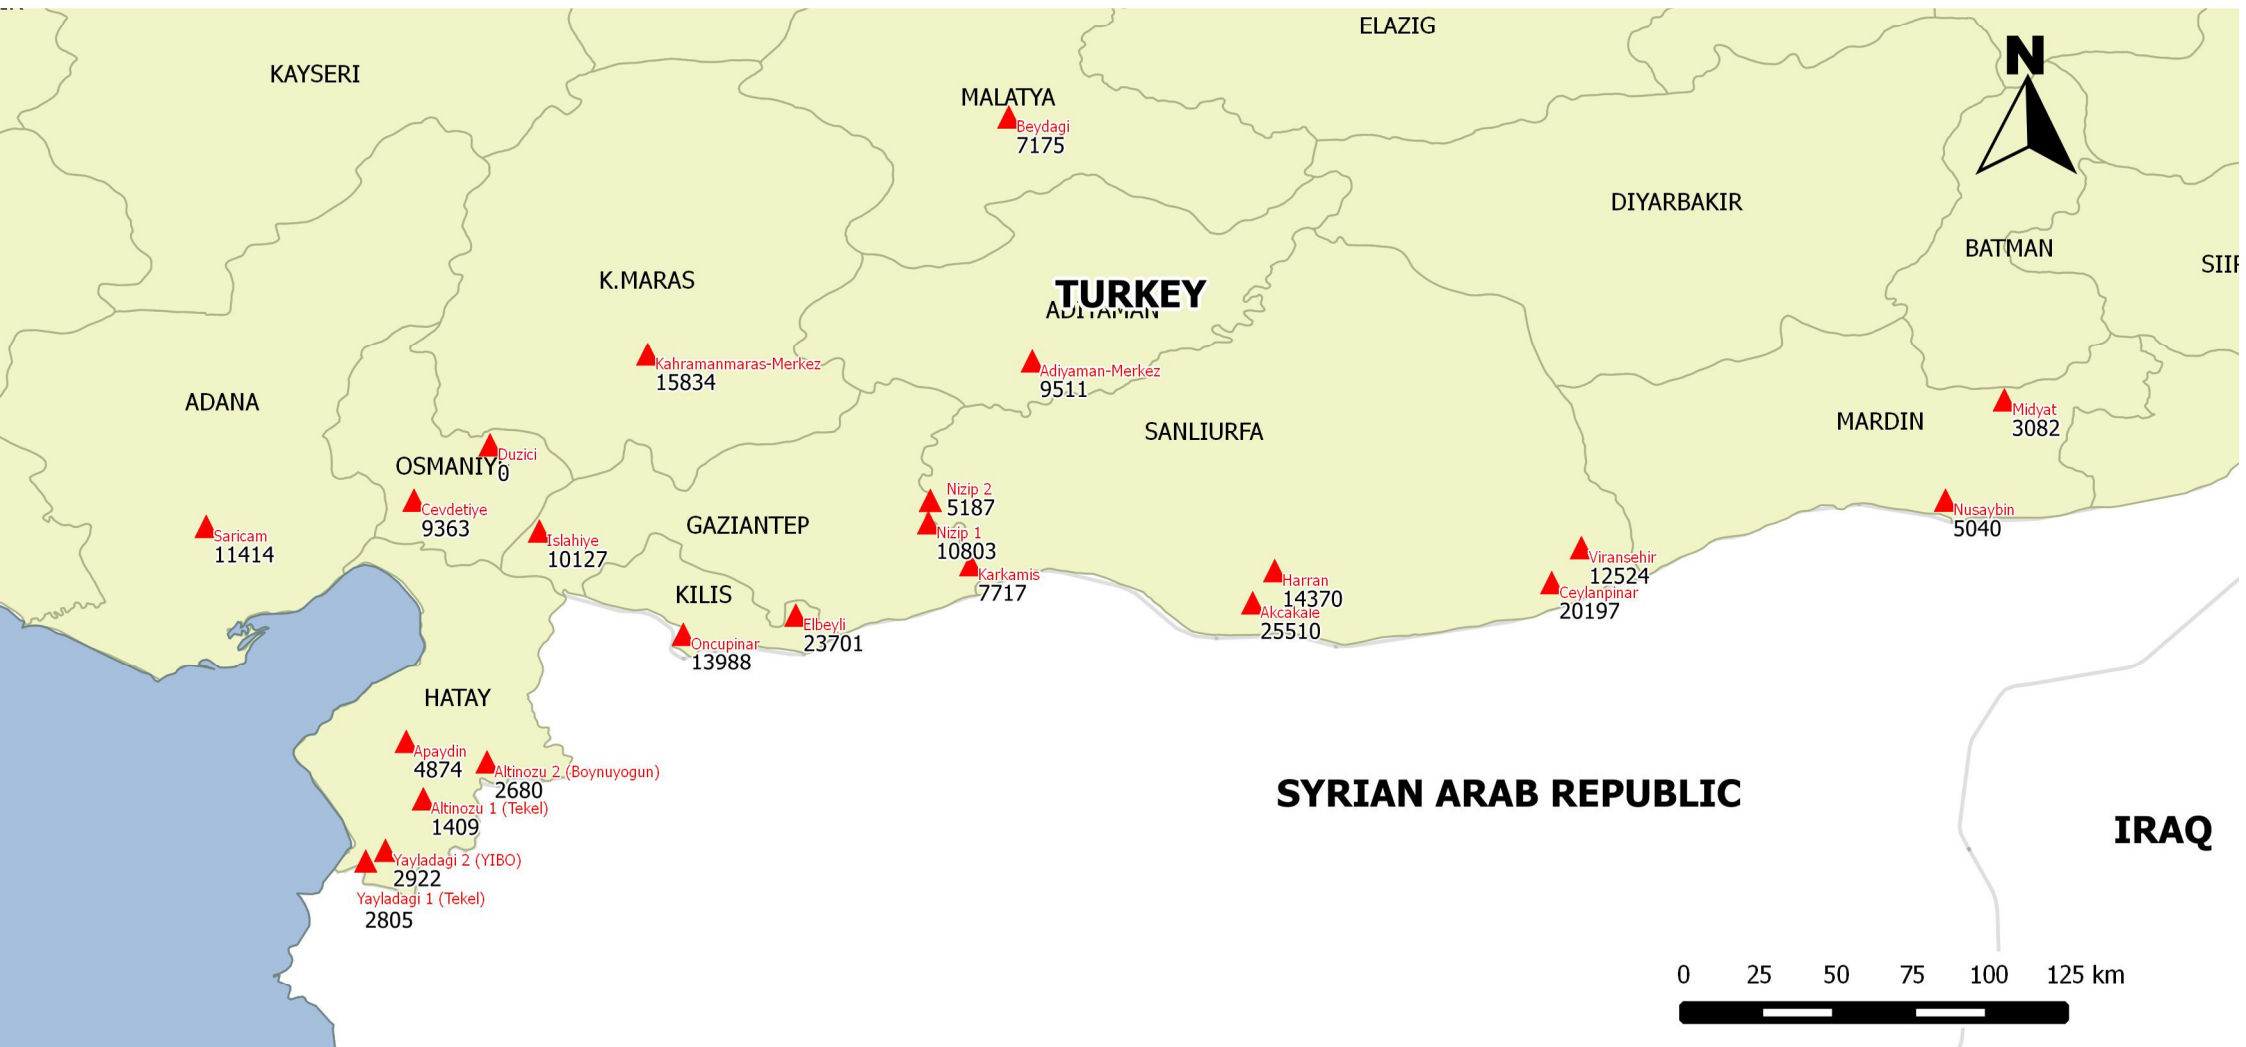 ELAZIG
KAYSERI
N
MALATYA
Beydagi
7175
DIYARBAKIR
BATMAN
K.MARAS
TURKEY
ADIYAMAN
Kahramanmaras-Merkez
15834
Adiyaman-Merkez
9511
ADANA
SANLIURFA
MARDIN
Midyat
3082
Duzici
0
OSMANIY
Cevdetiye
9363
Nizip 2
5187
Saricam
11414
Islahiye
10127
GAZIANTEP
Nizip 1
10803
Nusaybin
5040
Karkamis
7717
Viransehir
12524
Harran
14370
Ceylanpinar
20197
KILIS
Akcakale
25510
Elbeyli
23701
Oncupinar
13988
HATAY
Apaydin
4874
Altinozu 2 (Boynuyogun)
2680
Altinozu 1 (Tekel)
1409
SYRIAN ARAB REPUBLIC
IRAQ
Yayladagi 2 (YIBO)
2922
Yayladagi 1 (Tekel)
2805
0 25 50 75 100 125 km